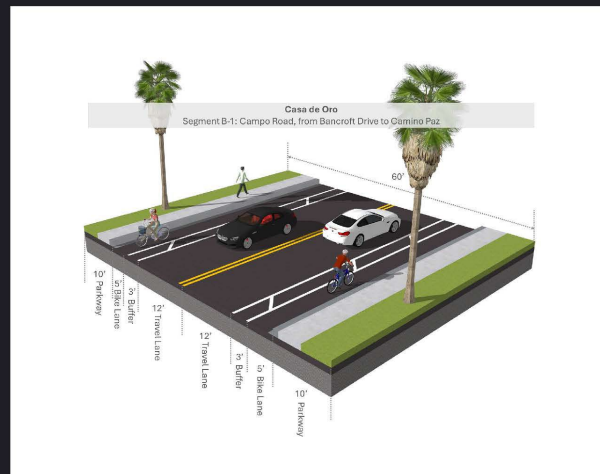 Casa de Oro
Segment B-1: Campo Road, from Bancroft Drive to Camino Paz
60'
10' Parkway
5' Bike Lane
3' Buffer
12' Travel Lane
12' Travel Lane
3' Buffer
5' Bike Lane
10' Parkway